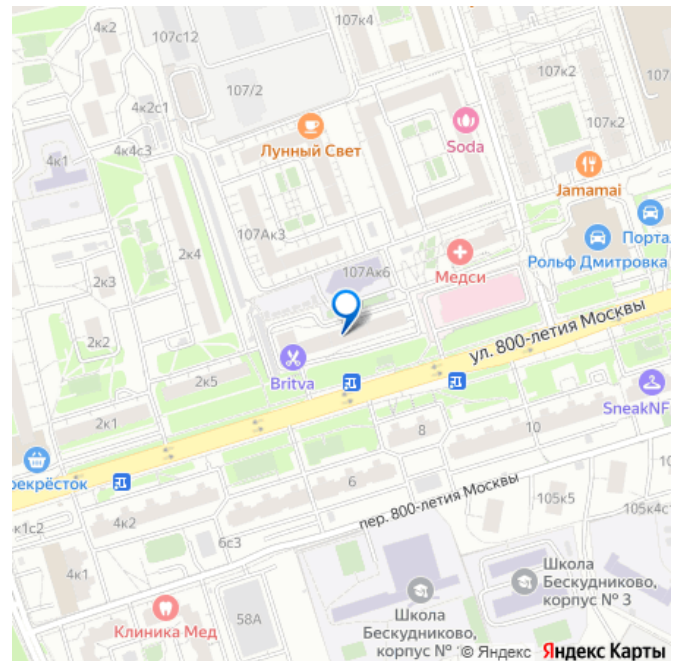 4к2
107с12
107к4
107/2
4к2с1
107к2
107
Лунный Свет
Soda
107к2
4к1
4к4с3
Jamamai
107Ак3
2к4
Порта
Рольф Дмитровка
107Ак6
Медси
2к3
2к2
ул. 800-летия Москвы
Britva
2к5
SneakNF
2к1
8
10
рекрёсток
6
пер. 800-летия Москвы
105к5
105к4с
к1с2
4к2
6с3
4к1
Школа
Бескудниково,
корпус № 3
58А
Клиника Мед
Школа
Бескудниково,
корпус №
© Яндекс Яндекс Карты